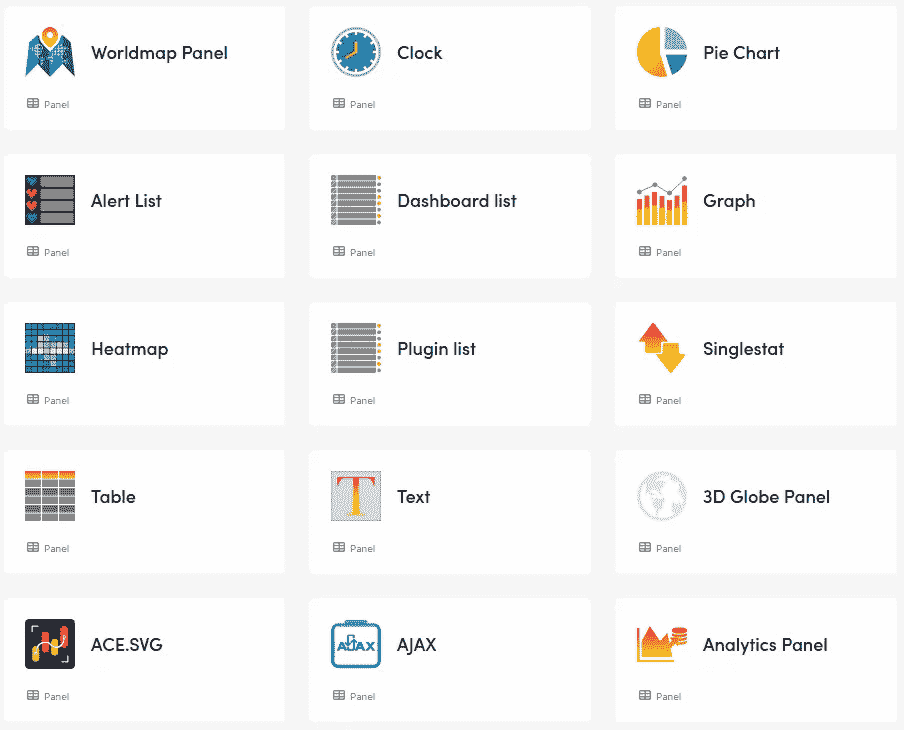 Worldmap Panel
Panel
Clock
Panel
Pie Chart
Panel
Alert List
Panel
Dashboard list
Panel
Graph
Panel
Heatmap
Panel
Plugin list
Panel
Singlestat
Panel
Table
Panel
T
Text
Panel
3D Globe Panel
Panel
ACE.SVG
Panel
AJAX
AJAX
Panel
Analytics Panel
Panel